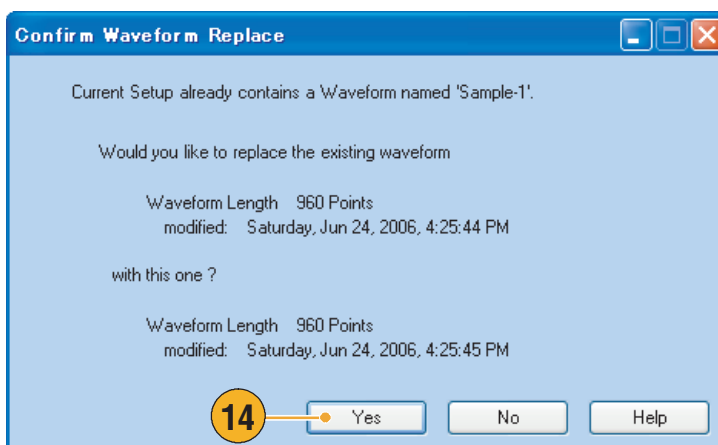 Confirm Waveform Replace
Current Setup already contains a Waveform named 'Sample-1'.
Would you like to replace the existing waveform
Waveform Length 960 Points
modified: Saturday, Jun 24, 2006, 4:25:44 PM
with this one ?
Waveform Length 960 Points
modified: Saturday, Jun 24, 2006, 4:25:45 PM
14 Yes No Help